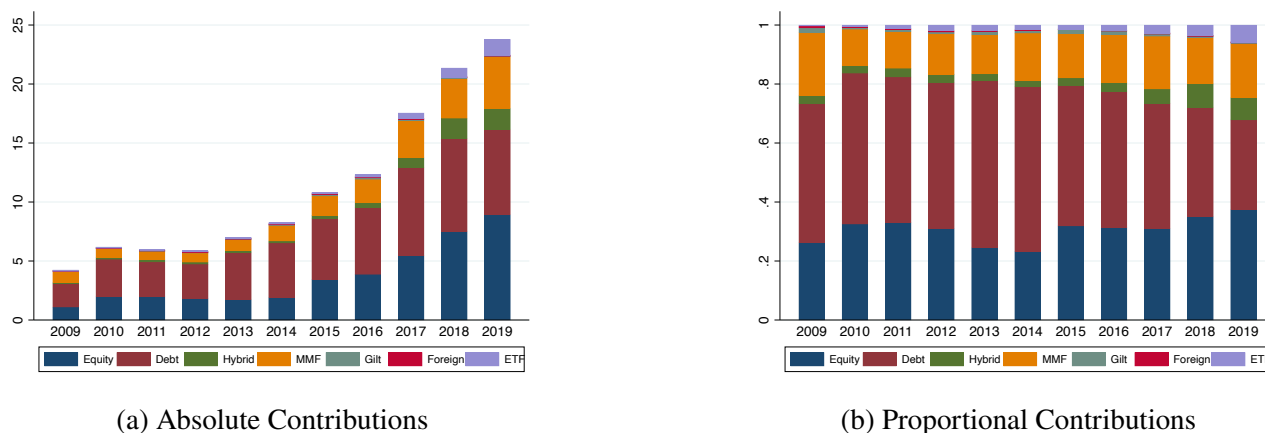 25
20
15
10
5
0
2009 2010 2011 2012 2013 2014 2015 2016 2017 2018 2019
Equity Debt Hybrid MMF Gilt Foreign ETF
(a) Absolute Contributions
1
.8
.6
.4
.2
0
2009 2010 2011 2012 2013 2014 2015 2016 2017 2018 2019
Equity Debt Hybrid MMF Gilt Foreign ET
(b) Proportional Contributions